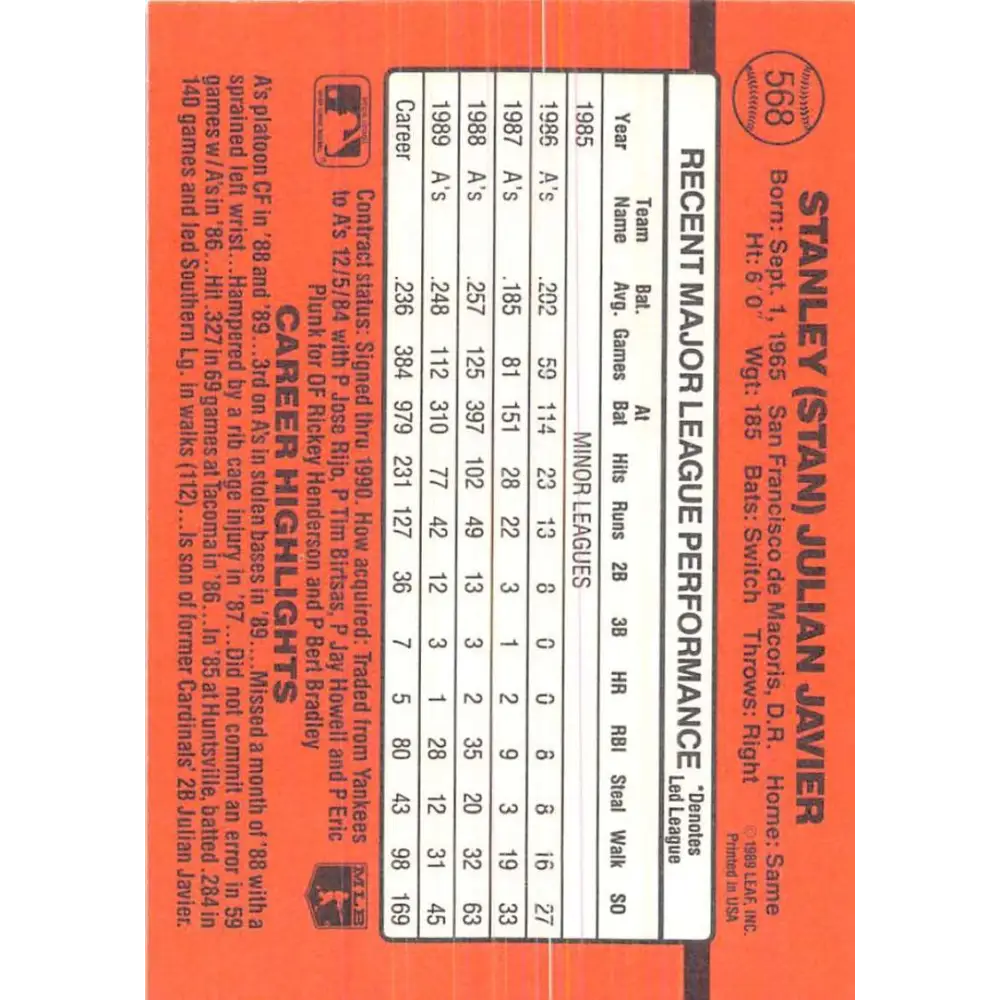 568
STANLEY (STAN) JULIAN JAVIER
Born: Sept. 1, 1965 San Francisco de Macoris, D.R. Home: Same
Ht: 6'0" Wgt: 185 Bats: Switch Throws: Right
© 1989 LEAF, INC.
Printed in USA
RECENT MAJOR LEAGUE PERFORMANCE *Denotes Led League
Year Team Name Bat. Avg. Games At Bat Hits Runs 2B 3B HR RBI Steal Walk SO
1985 MINOR LEAGUES
1986 A's .202 59 114 23 13 8 0 0 6 8 16 27
1987 A's .185 81 151 28 22 3 1 2 9 3 19 33
1988 A's .257 125 397 102 49 13 3 2 35 20 32 63
1989 A's .248 112 310 77 42 12 3 1 28 12 31 45
Career .236 384 979 231 127 36 7 5 80 43 98 169
Contract status: Signed thru 1990. How acquired: Traded from Yankees
to A's 12/5/84 with P Jose Rijo, P Tim Birtsas, P Jay Howell and P Eric
Plunk for OF Rickey Henderson and P Bert Bradley
MLB
CAREER HIGHLIGHTS
A's platoon CF in '88 and '89...3rd on A's in stolen bases in '89...Missed a month of '88 with a
sprained left wrist...Hampered by a rib cage injury in '87...Did not commit an error in 59
games w/A's in '86...Hit .327 in 69 games at Tacoma in '86...In '85 at Huntsville, batted .284 in
140 games and led Southern Lg. in walks (112)...Is son of former Cardinals' 2B Julian Javier.